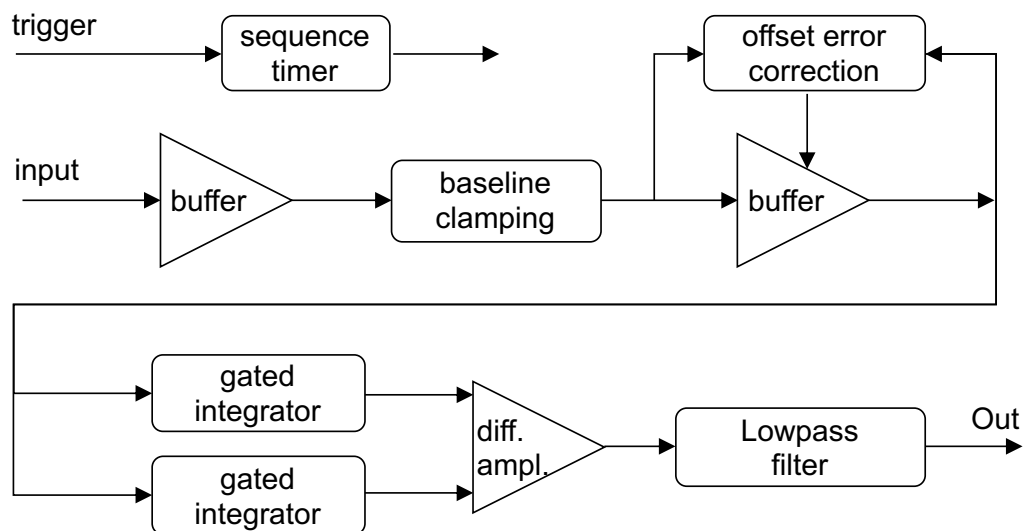 trigger
sequence
timer
offset error
correction
input
buffer
baseline
clamping
buffer
gated
integrator
diff.
ampl.
Lowpass
filter
Out
gated
integrator